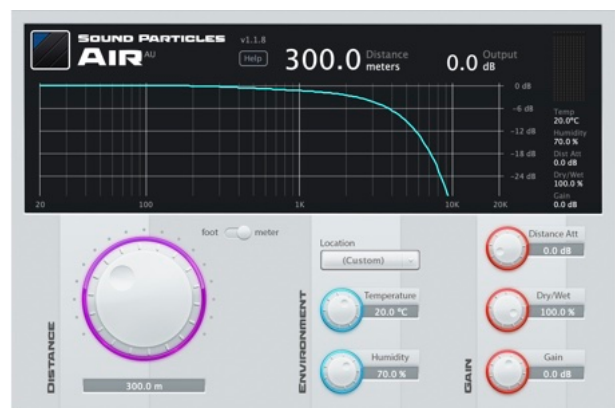 SOUND PARTICLES
AIR AU
v1.1.8
Help
300.0 Distance meters
0.0 Output dB
0 dB
-6 dB
-12 dB
-18 dB
-24 dB
20 100 1K 10K 20K
Temp
20.0°C
Humidity
70.0 %
Dist Att
0.0 dB
Dry/Wet
100.0 %
Gain
0.0 dB
foot meter
DISTANCE
300.0 m
ENVIRONMENT
Location
(Custom)
Temperature
20.0 °C
Humidity
70.0 %
GAIN
Distance Att
0.0 dB
Dry/Wet
100.0 %
Gain
0.0 dB